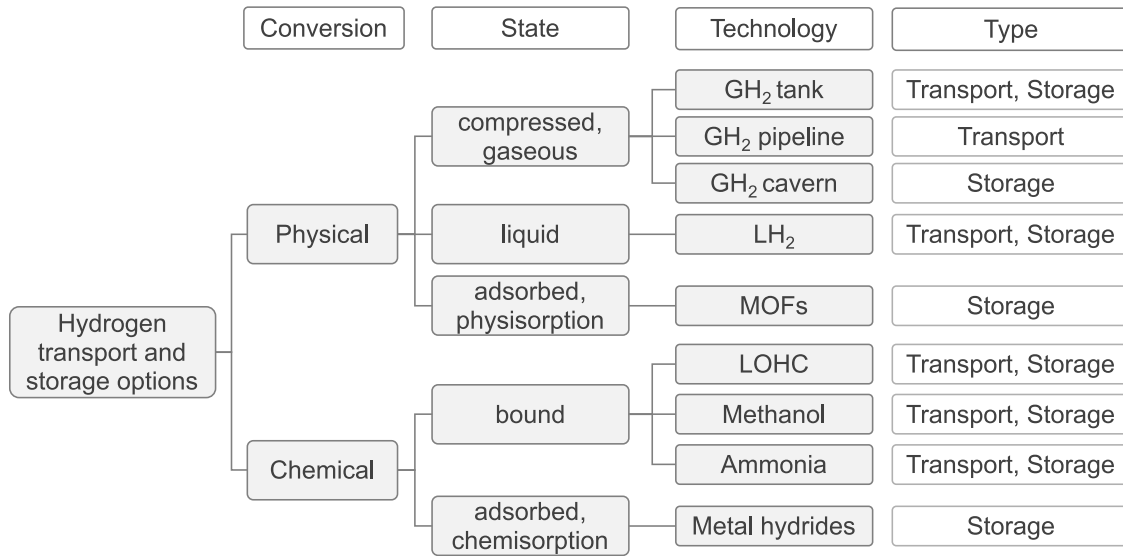 Conversion
State
Technology
Type
GH₂ tank
Transport, Storage
compressed,
gaseous
GH₂ pipeline
Transport
GH₂ cavern
Storage
Physical
liquid
LH₂
Transport, Storage
adsorbed,
physisorption
MOFs
Storage
Hydrogen
transport and
storage options
LOHC
Transport, Storage
bound
Methanol
Transport, Storage
Chemical
Ammonia
Transport, Storage
adsorbed,
chemisorption
Metal hydrides
Storage